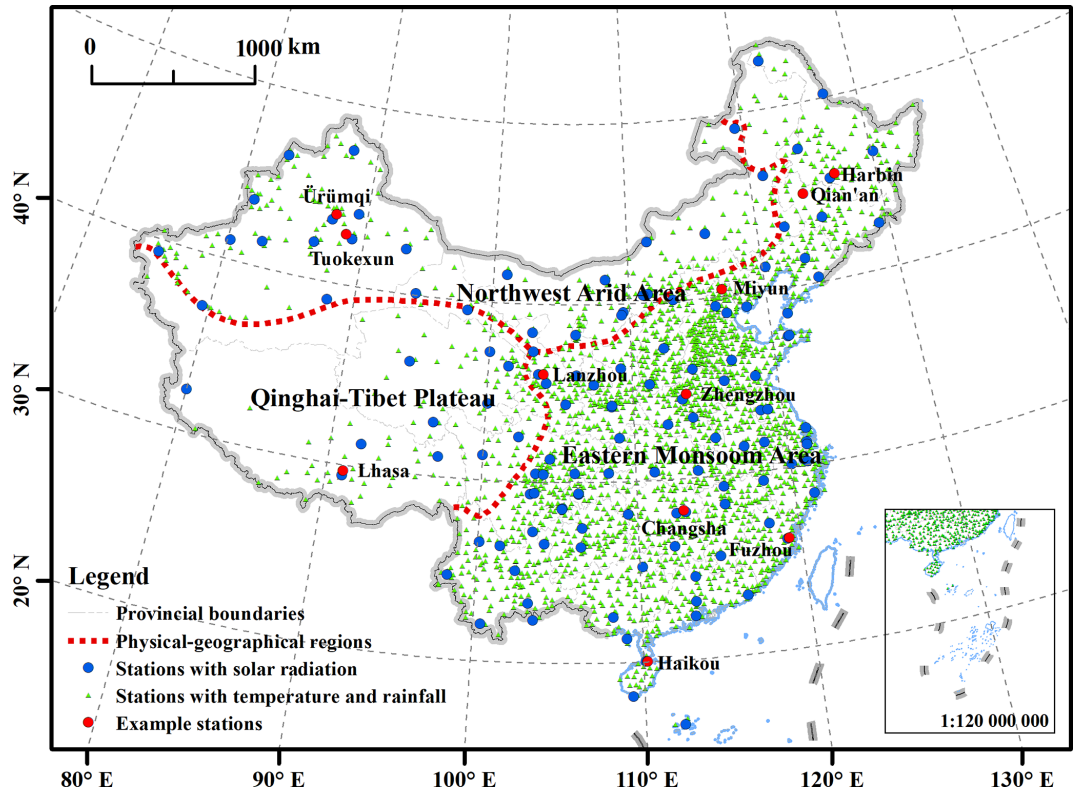 0 1000 km
Ürümqi
Tuokexun
Harbin
Qian'an
Northwest Arid Area
Miyun
Lanzhou
Qinghai-Tibet Plateau
Zhengzhou
Eastern Monsoom Area
Lhasa
Changsha
Fuzhou
Haikou
40° N
30° N
20° N
Legend
Provincial boundaries
Physical-geographical regions
Stations with solar radiation
Stations with temperature and rainfall
Example stations
1:120 000 000
80° E 90° E 100° E 110° E 120° E 130° E